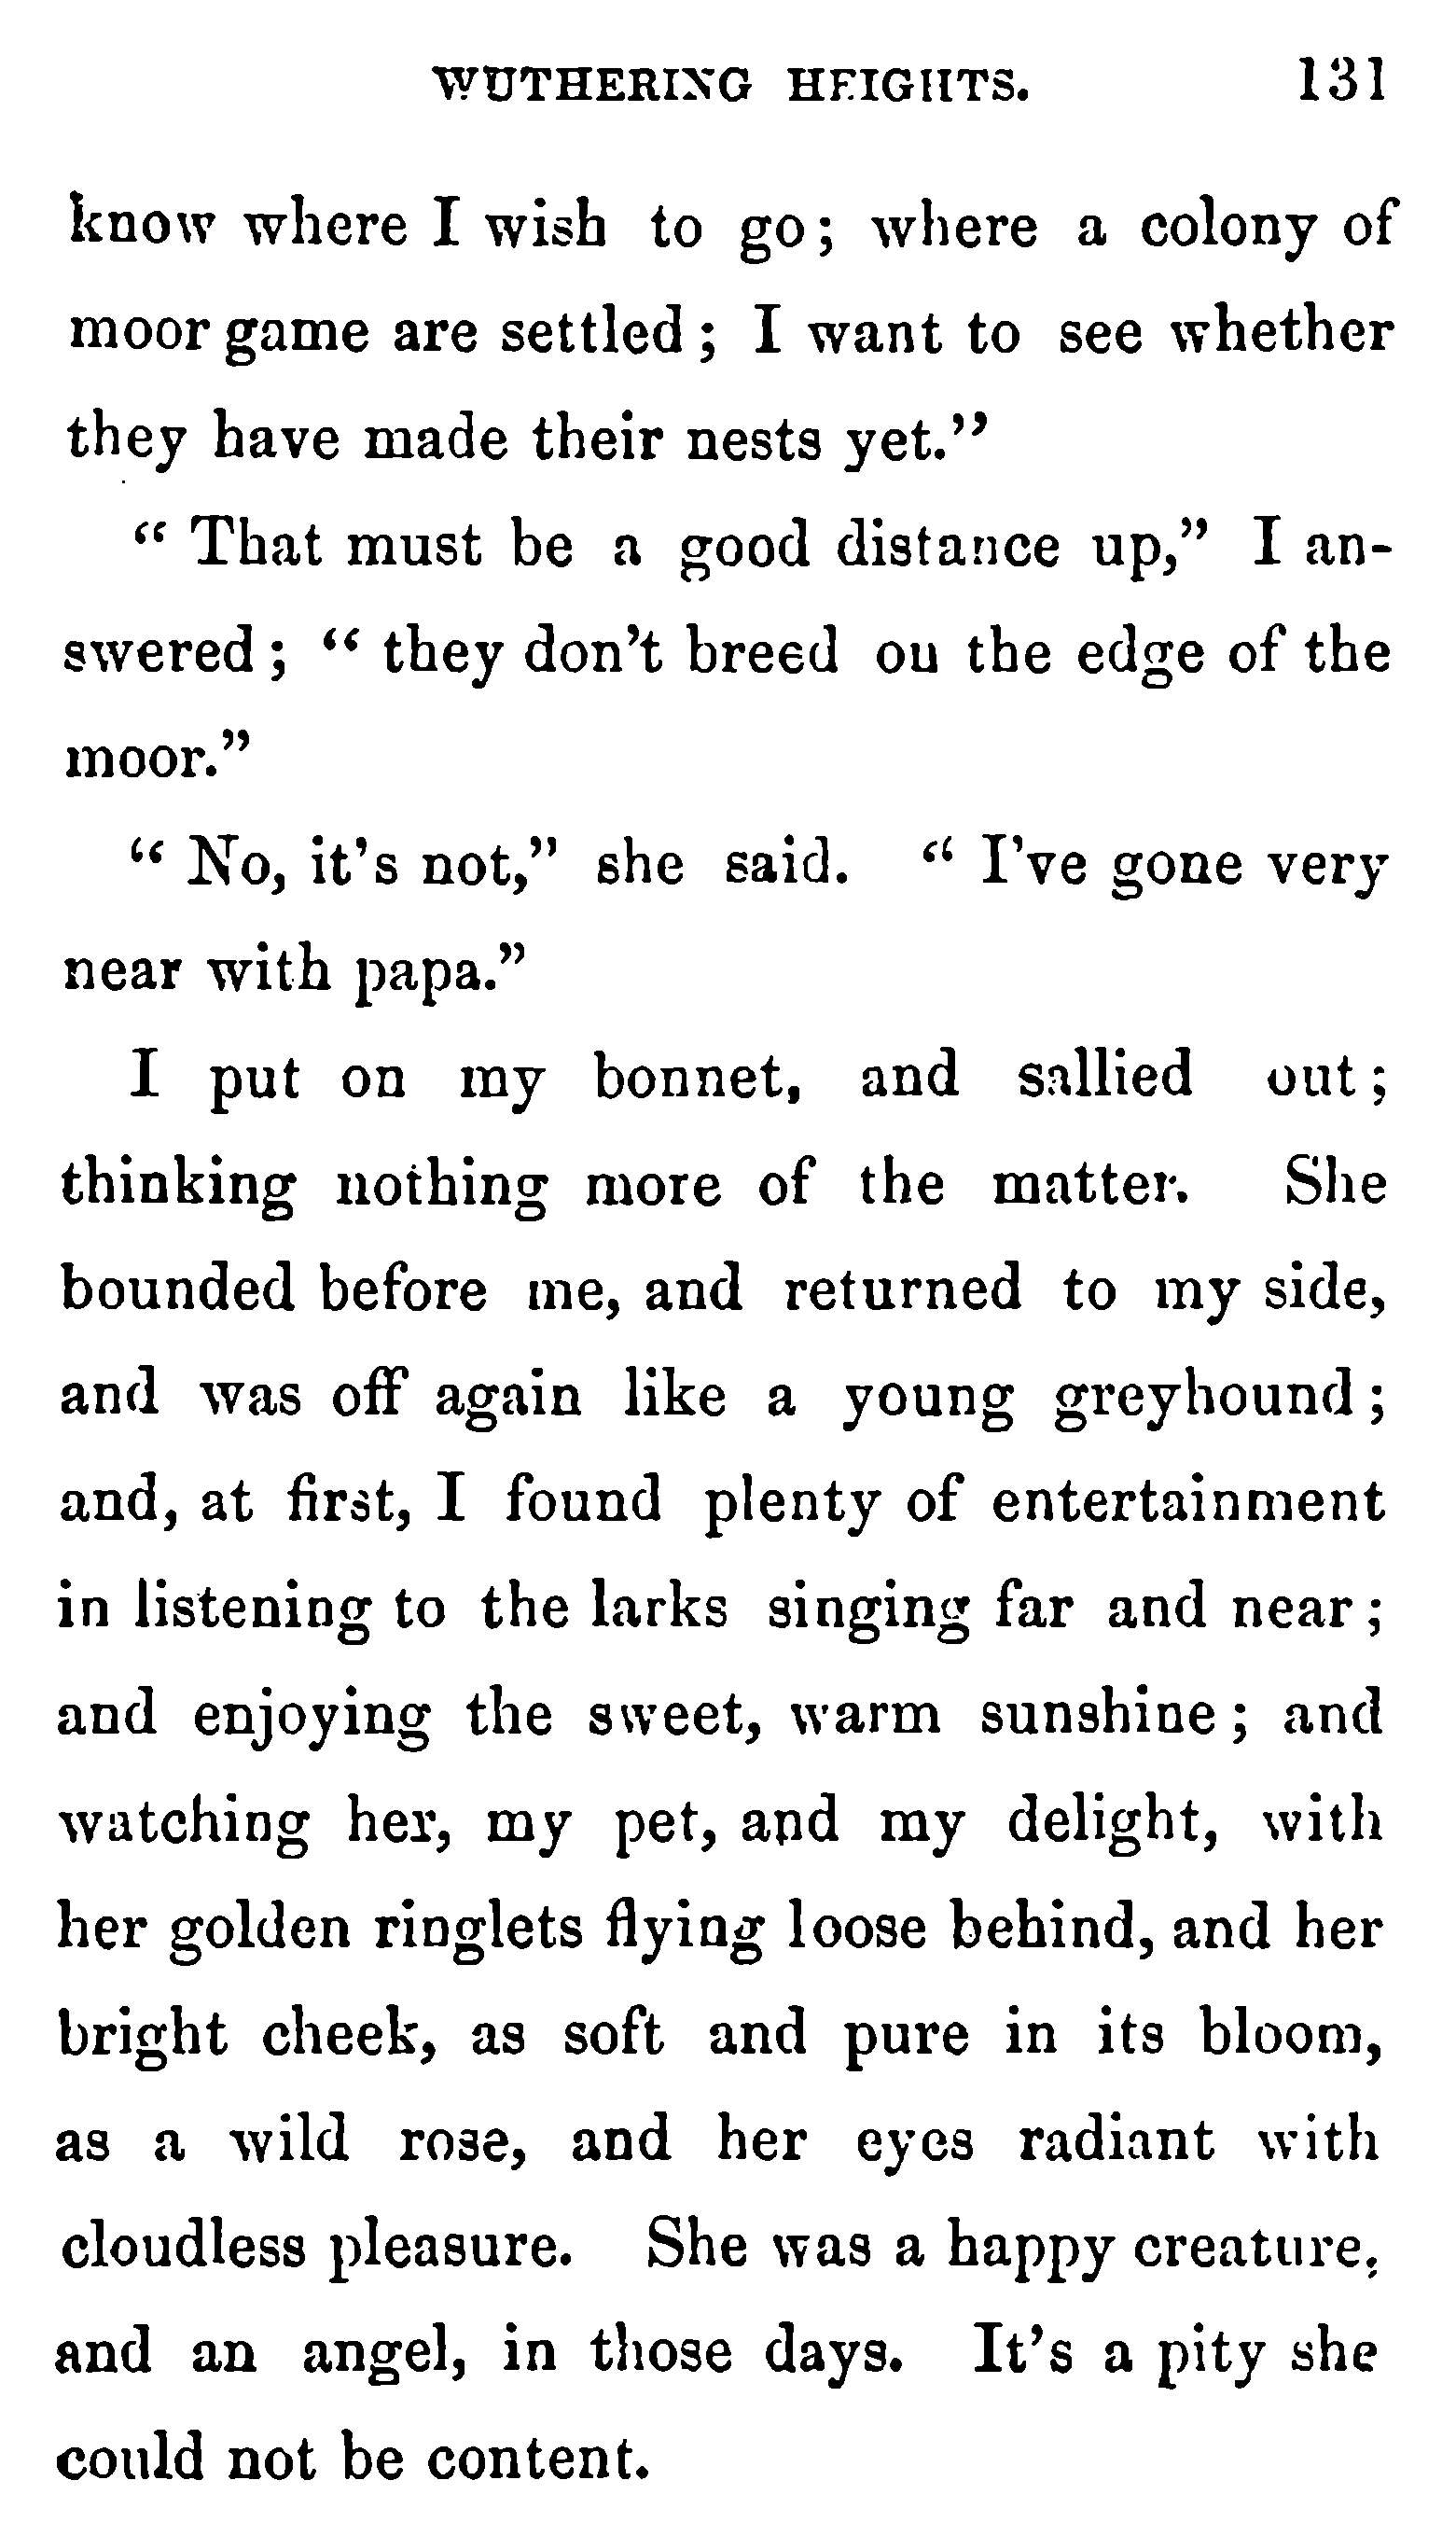 WUTHERING HEIGHTS. 131
know where I wish to go; where a colony of
moor game are settled; I want to see whether
they have made their nests yet."
" That must be a good distance up," I an-
swered; " they don't breed on the edge of the
moor."
" No, it's not," she said. " I've gone very
near with papa."
I put on my bonnet, and sallied out;
thinking nothing more of the matter. She
bounded before me, and returned to my side,
and was off again like a young greyhound;
and, at first, I found plenty of entertainment
in listening to the larks singing far and near;
and enjoying the sweet, warm sunshine; and
watching her, my pet, and my delight, with
her golden ringlets flying loose behind, and her
bright cheek, as soft and pure in its bloom,
as a wild rose, and her eyes radiant with
cloudless pleasure. She was a happy creature,
and an angel, in those days. It's a pity she
could not be content.